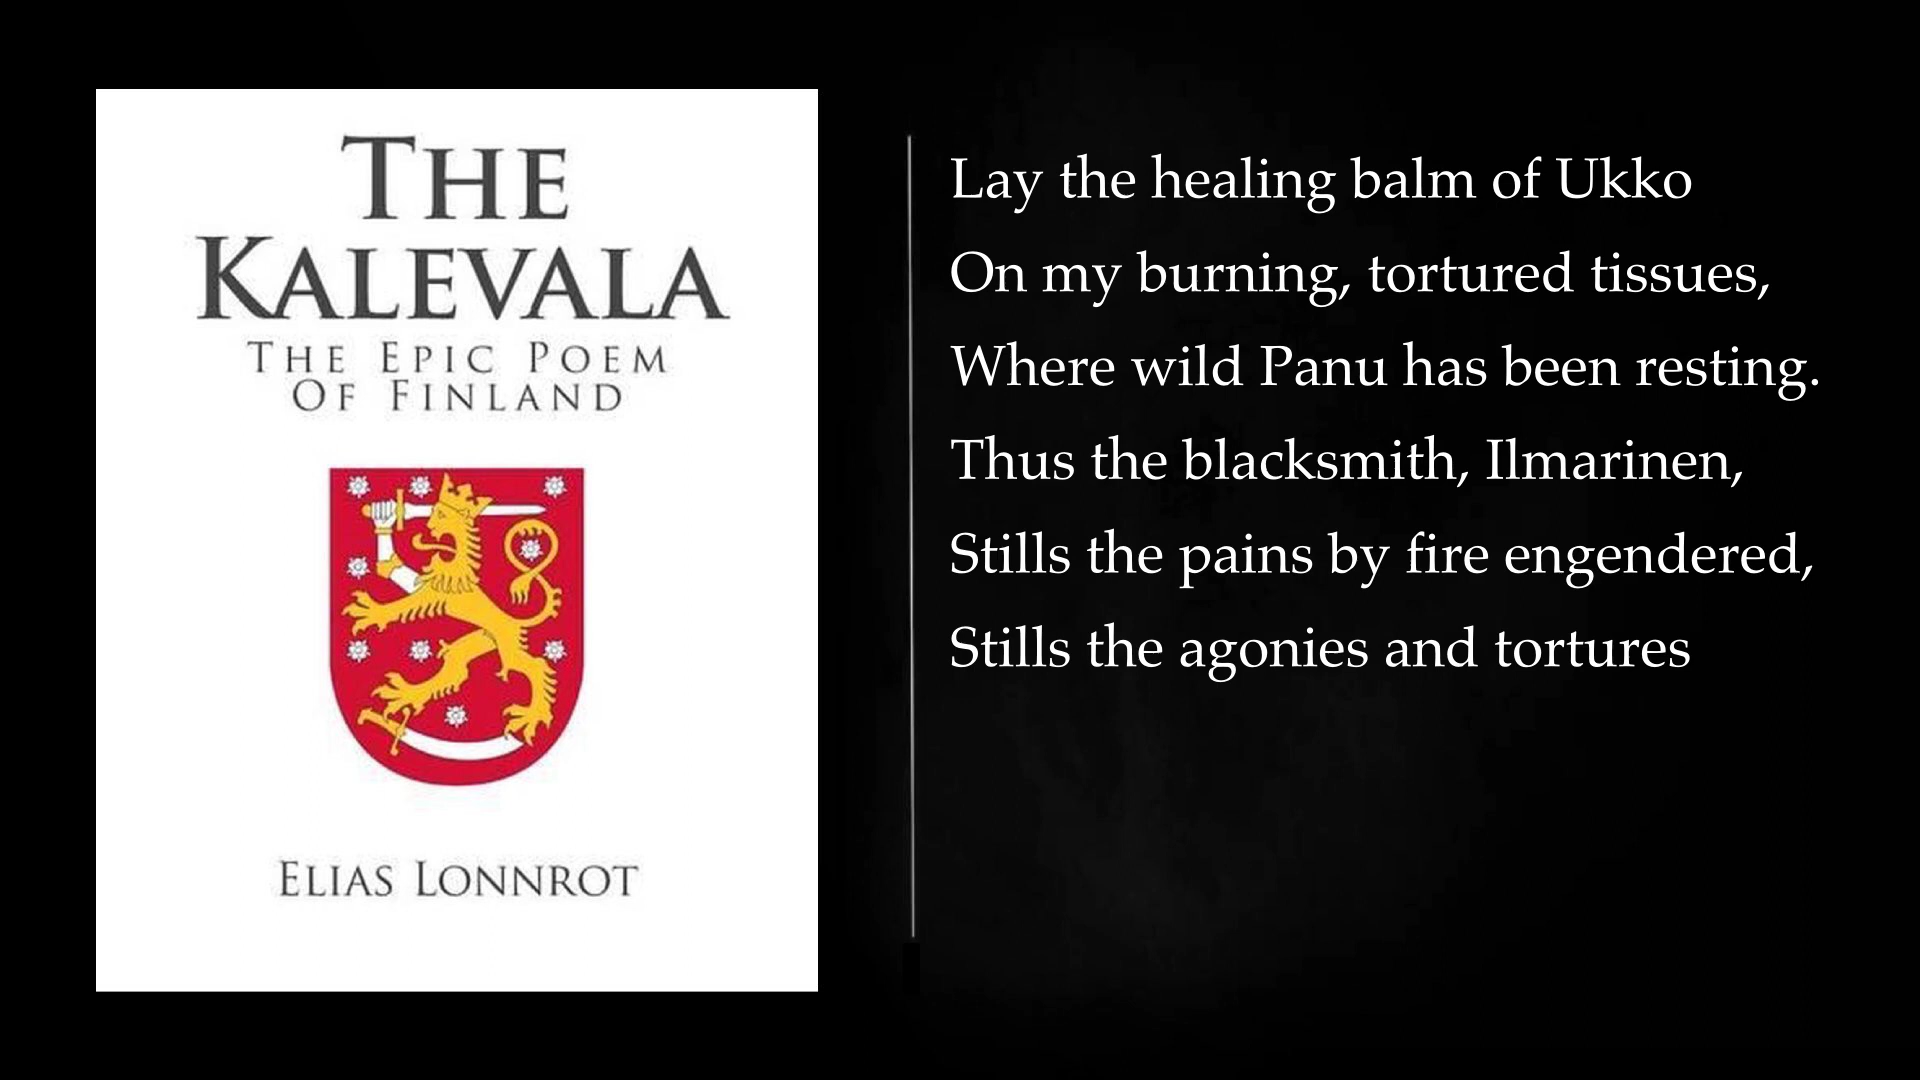 THE
KALEVALA
THE EPIC POEM
OF FINLAND
ELIAS LONNROT
Lay the healing balm of Ukko
On my burning, tortured tissues,
Where wild Panu has been resting.
Thus the blacksmith, Ilmarinen,
Stills the pains by fire engendered,
Stills the agonies and tortures